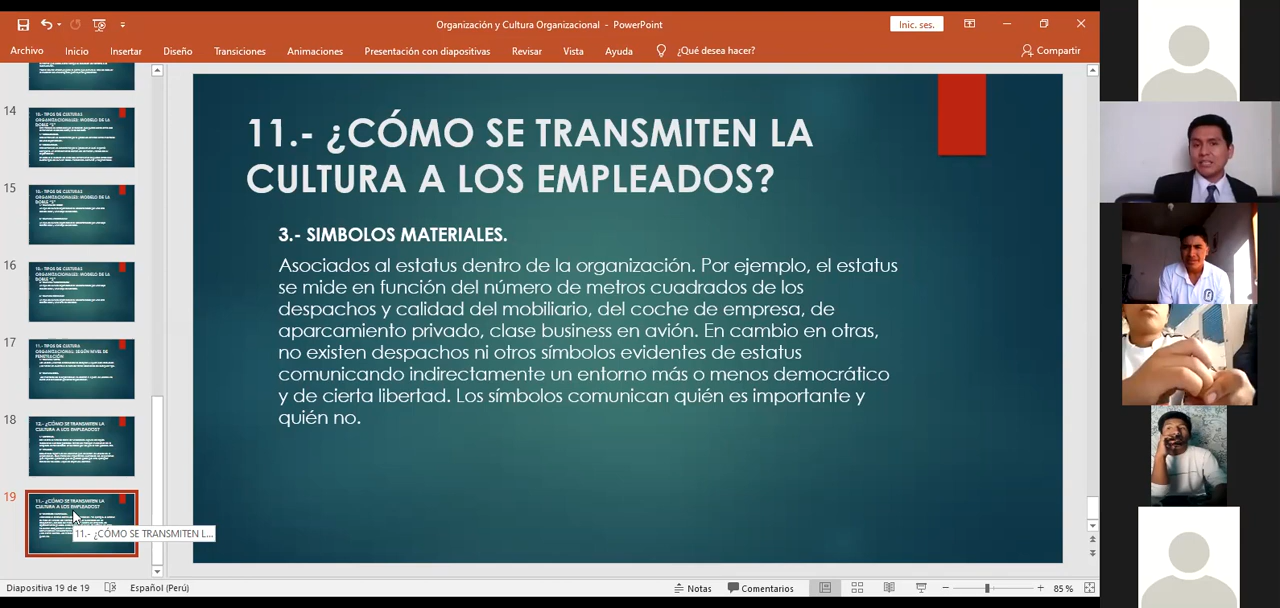 Organización y Cultura Organizacional - PowerPoint
Inic. ses.
Archivo Inicio Insertar Diseño Transiciones Animaciones Presentación con diapositivas Revisar Vista Ayuda ¿Qué desea hacer? Compartir
14
15
16
17
18
19
11.- ¿CÓMO SE TRANSMITEN LA
CULTURA A LOS EMPLEADOS?
3.- SIMBOLOS MATERIALES.
Asociados al estatus dentro de la organización. Por ejemplo, el estatus
se mide en función del número de metros cuadrados de los
despachos y calidad del mobiliario, del coche de empresa, de
aparcamiento privado, clase business en avión. En cambio en otras,
no existen despachos ni otros símbolos evidentes de estatus
comunicando indirectamente un entorno más o menos democrático
y de cierta libertad. Los símbolos comunican quién es importante y
quién no.
11.- ¿CÓMO SE TRANSMITEN L...
Diapositiva 19 de 19 Español (Perú) Notas Comentarios 85 %